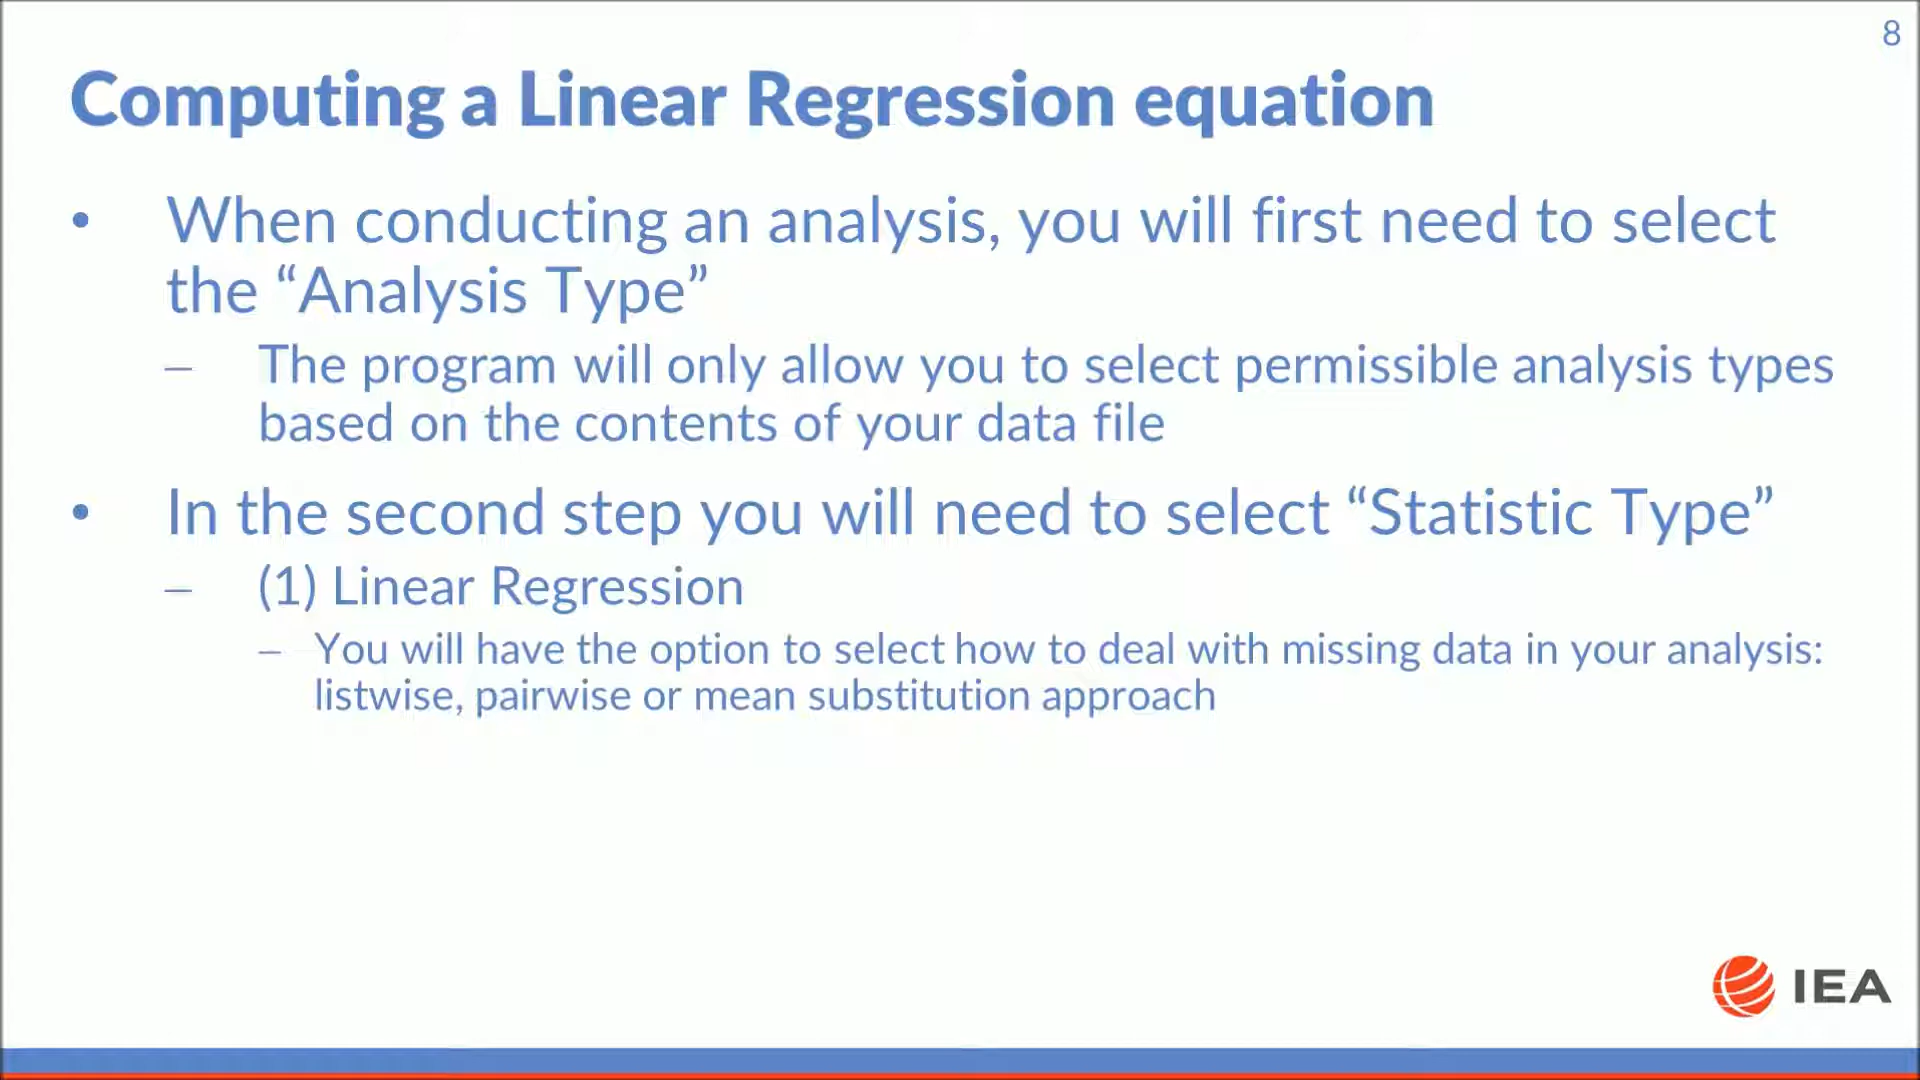 8
Computing a Linear Regression equation
• When conducting an analysis, you will first need to select
the “Analysis Type”
– The program will only allow you to select permissible analysis types
based on the contents of your data file
• In the second step you will need to select “Statistic Type”
– (1) Linear Regression
– You will have the option to select how to deal with missing data in your analysis:
listwise, pairwise or mean substitution approach
IEA